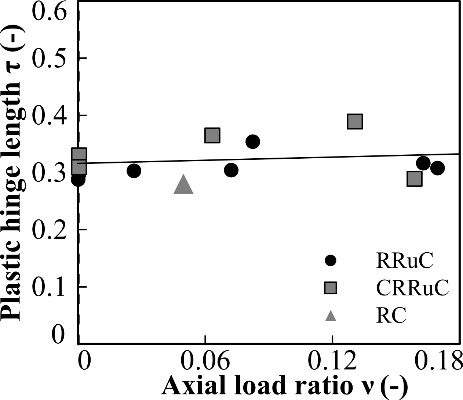 Plastic hinge length τ (-)
0.6
0.5
0.4
0.3
0.2
0.1
0
0
0.06
0.12
0.18
RRuC
CRRuC
RC
Axial load ratio ν (-)